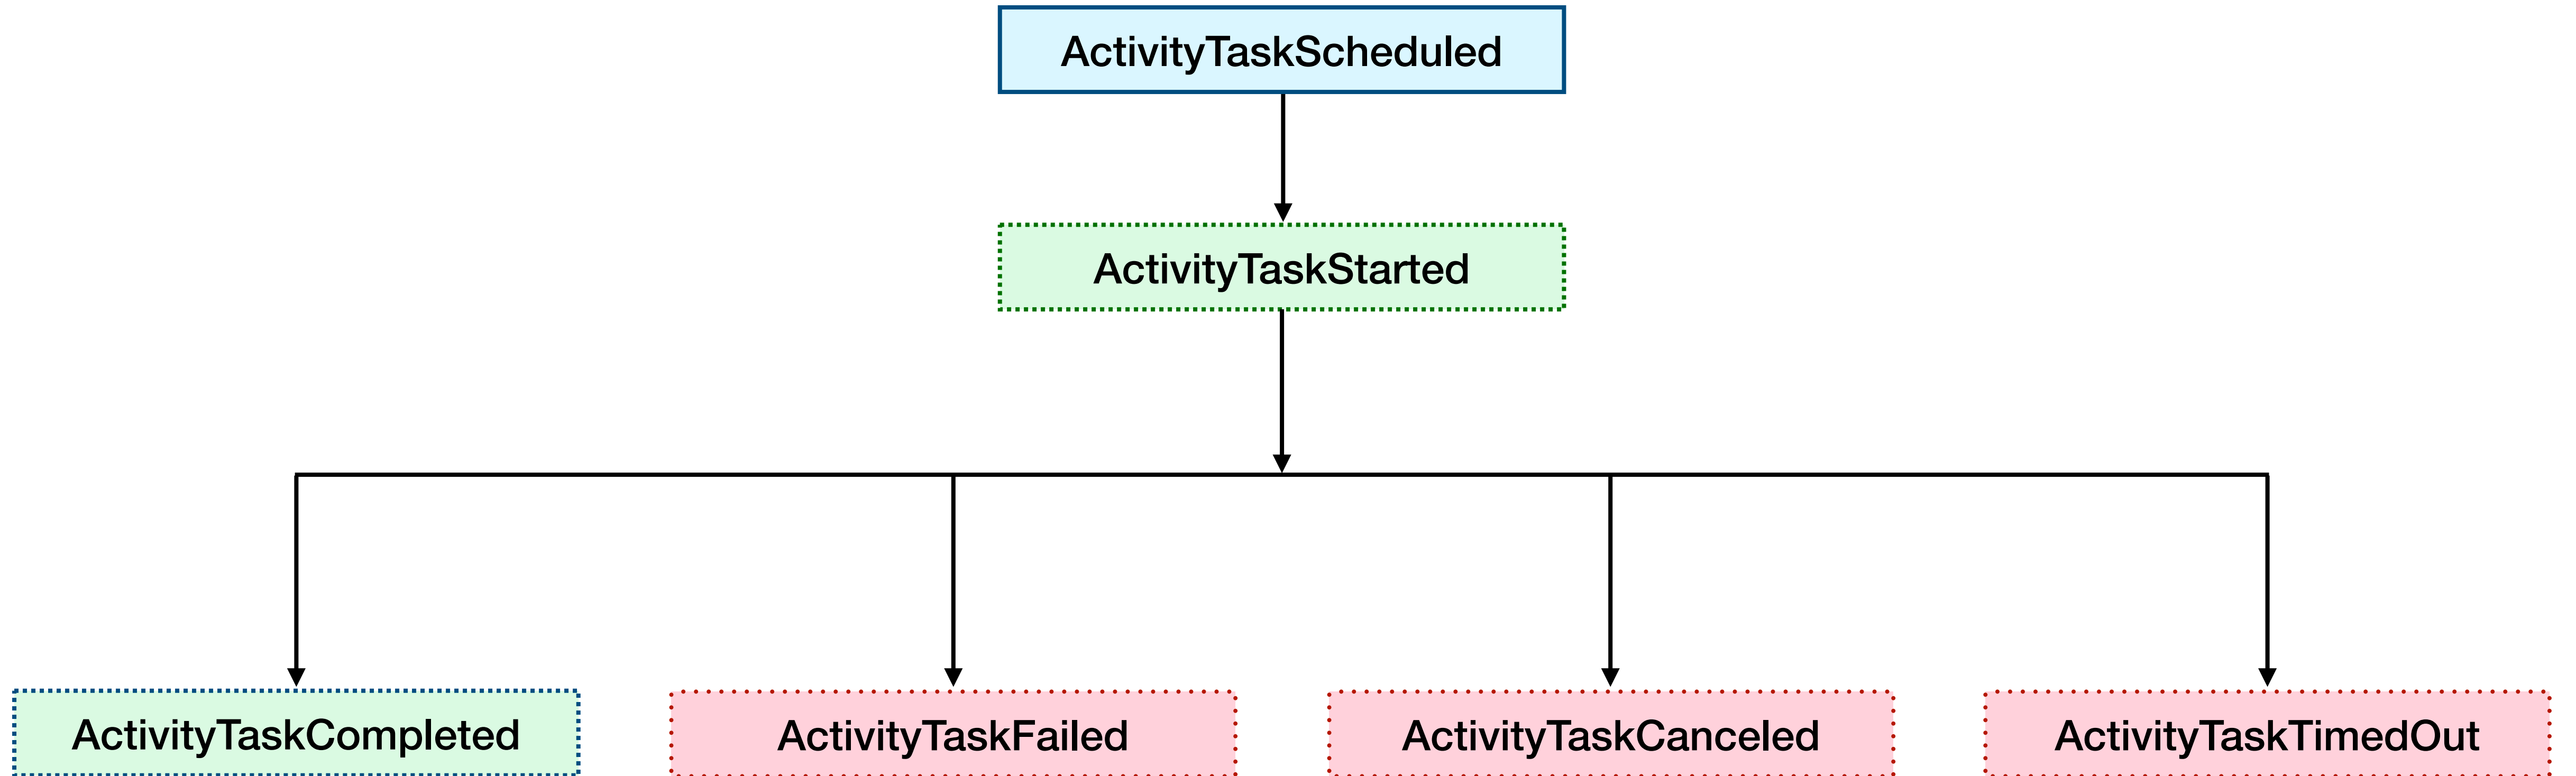 ActivityTaskScheduled
ActivityTaskStarted
ActivityTaskCompleted
ActivityTaskFailed
ActivityTaskCanceled
ActivityTaskTimedOut